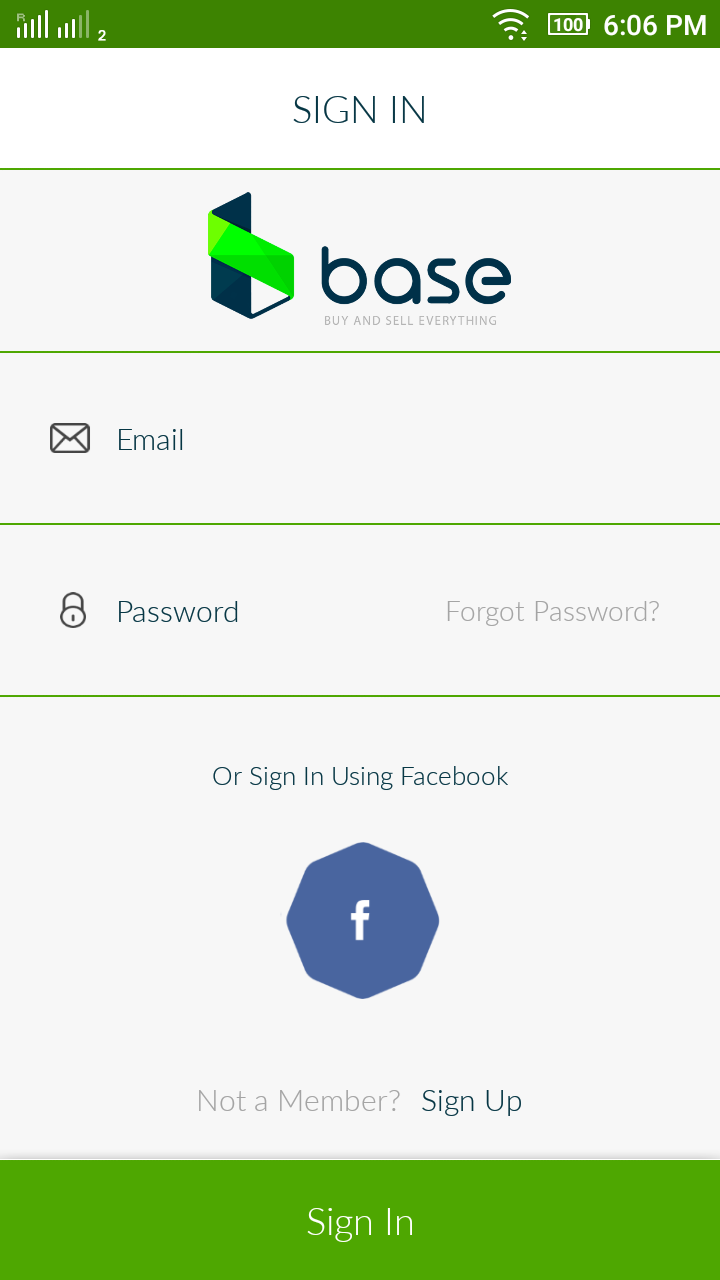 R 2 100 6:06 PM
SIGN IN
base
BUY AND SELL EVERYTHING
Email
Password Forgot Password?
Or Sign In Using Facebook
f
Not a Member? Sign Up
Sign In